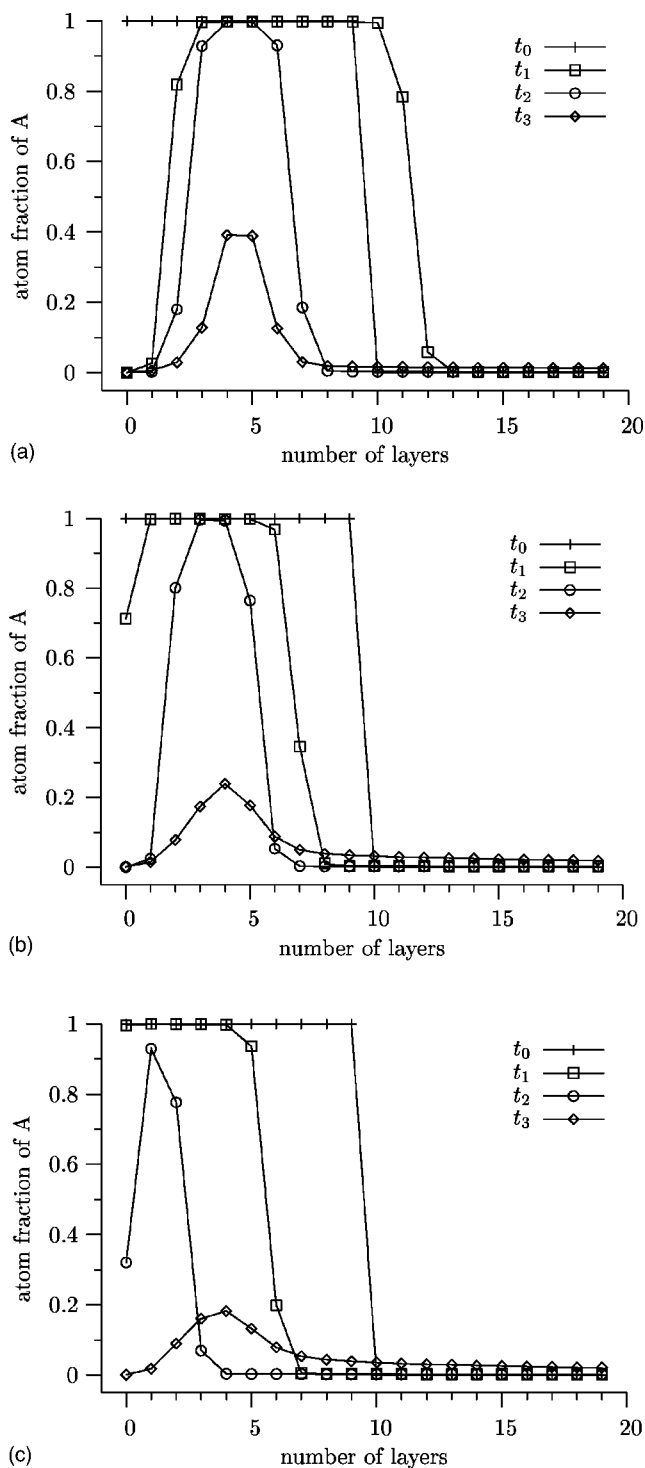 1
0.8
0.6
0.4
0.2
0
atom fraction of A
t0
t1
t2
t3
0 5 10 15 20
number of layers
(a)
1
0.8
0.6
0.4
0.2
0
atom fraction of A
t0
t1
t2
t3
0 5 10 15 20
number of layers
(b)
1
0.8
0.6
0.4
0.2
0
atom fraction of A
t0
t1
t2
t3
0 5 10 15 20
number of layers
(c)